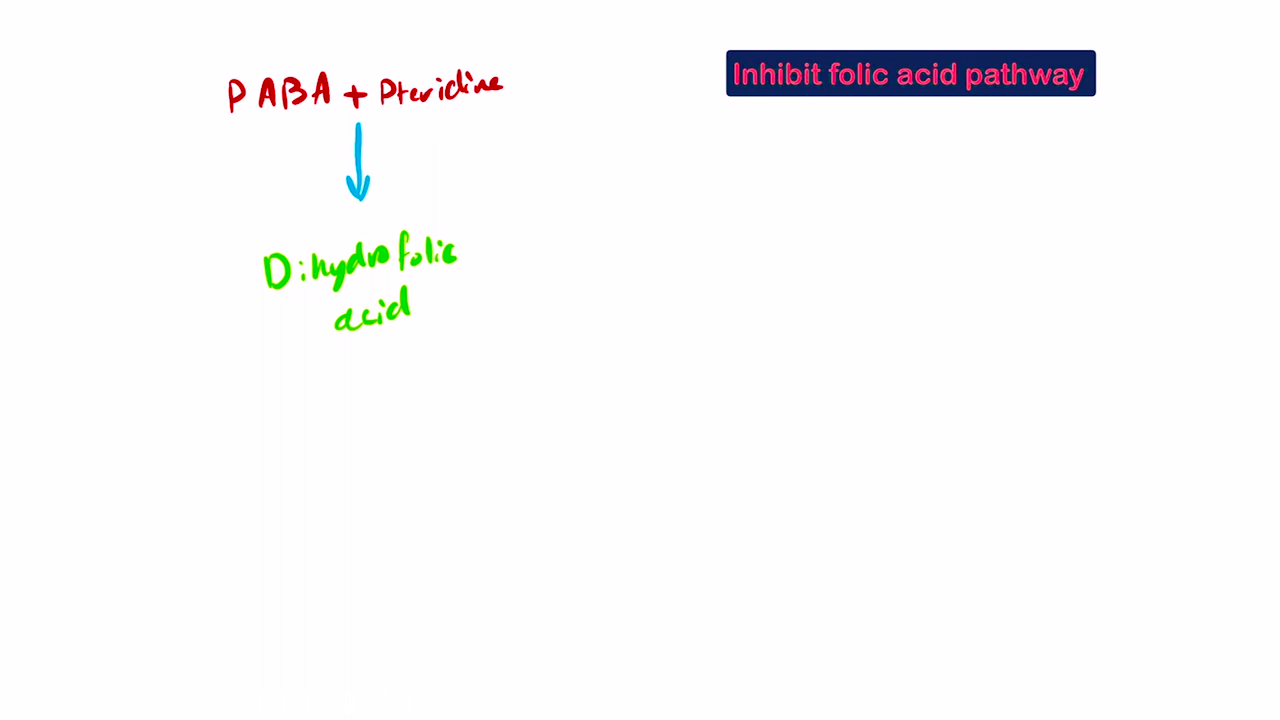 PABA + Pteridine
Inhibit folic acid pathway
Dihydrofolic
acid